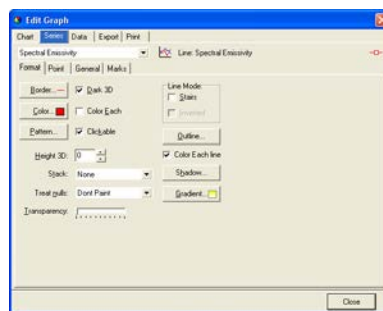 Edit Graph
Chart Series Data Export Print
Spectral Emissivity Line: Spectral Emissivity
Format Point General Marks
Border... Dark 3D
Color... Color Each
Pattern... Clickable
Height 3D: 0
Stack: None
Treat nulls: Dont Paint
Transparency:
Line Mode:
Stairs
Inverted
Outline...
Color Each line
Shadow...
Gradient...
Close